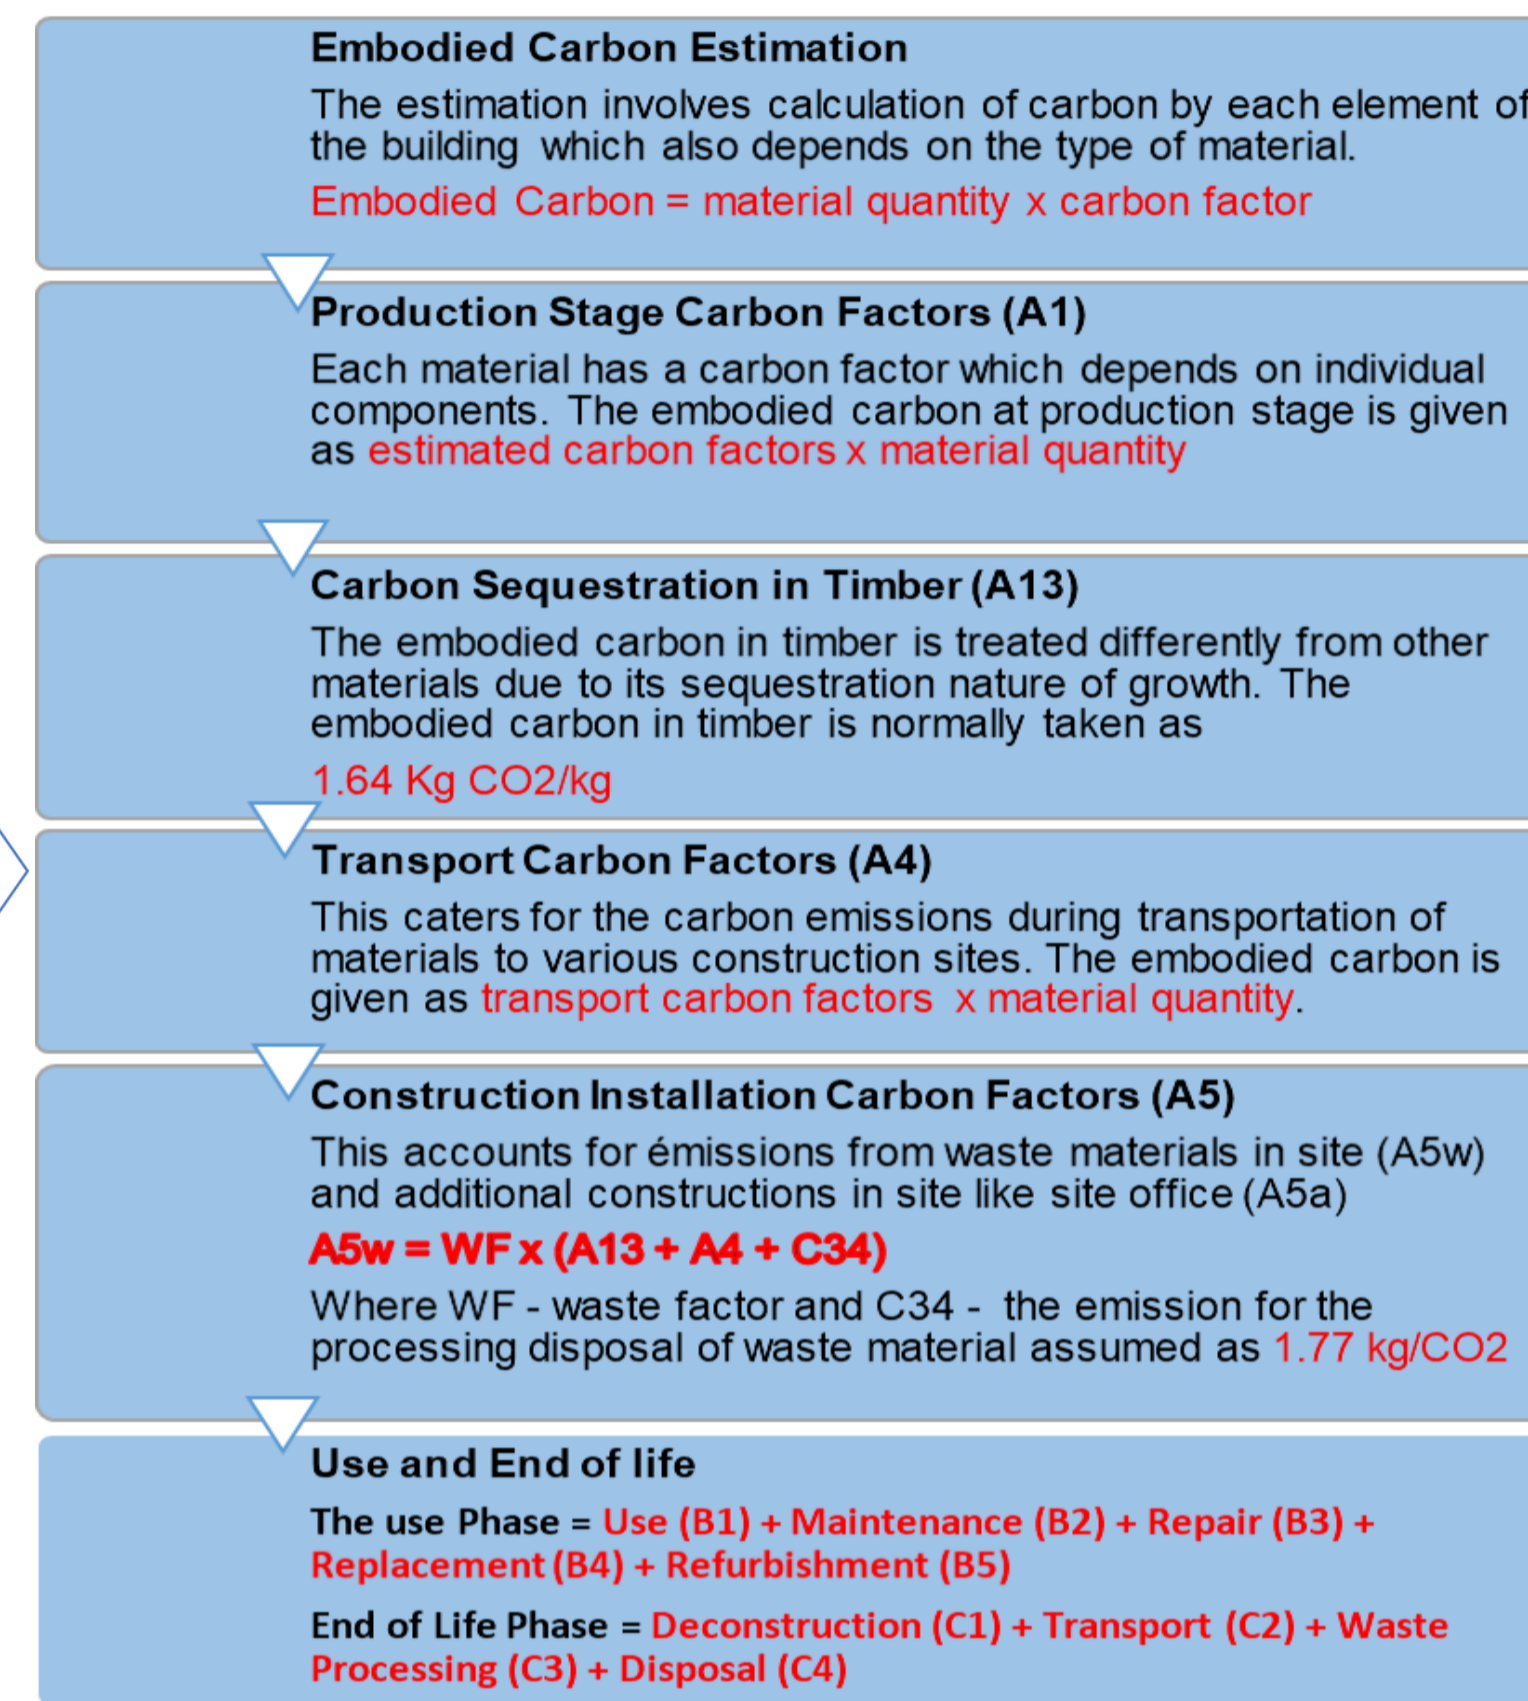 Embodied Carbon Estimation
The estimation involves calculation of carbon by each element of
the building which also depends on the type of material.
Embodied Carbon = material quantity x carbon factor
Production Stage Carbon Factors (A1)
Each material has a carbon factor which depends on individual
components. The embodied carbon at production stage is given
as estimated carbon factors x material quantity
Carbon Sequestration in Timber (A13)
The embodied carbon in timber is treated differently from other
materials due to its sequestration nature of growth. The
embodied carbon in timber is normally taken as
1.64 Kg CO2/kg
Transport Carbon Factors (A4)
This caters for the carbon emissions during transportation of
materials to various construction sites. The embodied carbon is
given as transport carbon factors x material quantity.
Construction Installation Carbon Factors (A5)
This accounts for émissions from waste materials in site (A5w)
and additional constructions in site like site office (A5a)
A5w = WF x (A13 + A4 + C34)
Where WF - waste factor and C34 - the emission for the
processing disposal of waste material assumed as 1.77 kg/CO2
Use and End of life
The use Phase = Use (B1) + Maintenance (B2) + Repair (B3) +
Replacement (B4) + Refurbishment (B5)
End of Life Phase = Deconstruction (C1) + Transport (C2) + Waste
Processing (C3) + Disposal (C4)